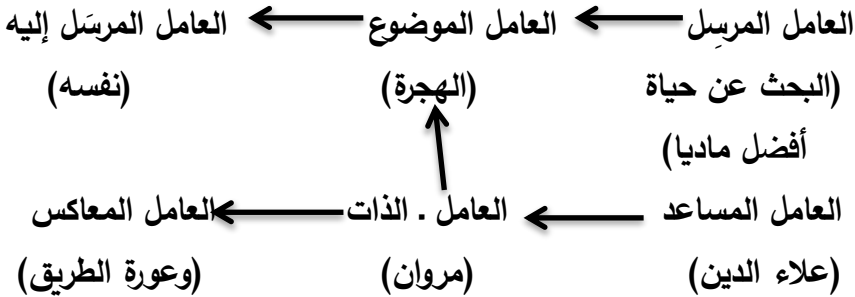 العامل المرسِل العامل الموضوع العامل المرسَل إليه
(البحث عن حياة (الهجرة) (نفسه)
أفضل ماديا)
العامل المساعد العامل . الذات العامل المعاكس
(علاء الدين) (مروان) (وعورة الطريق)